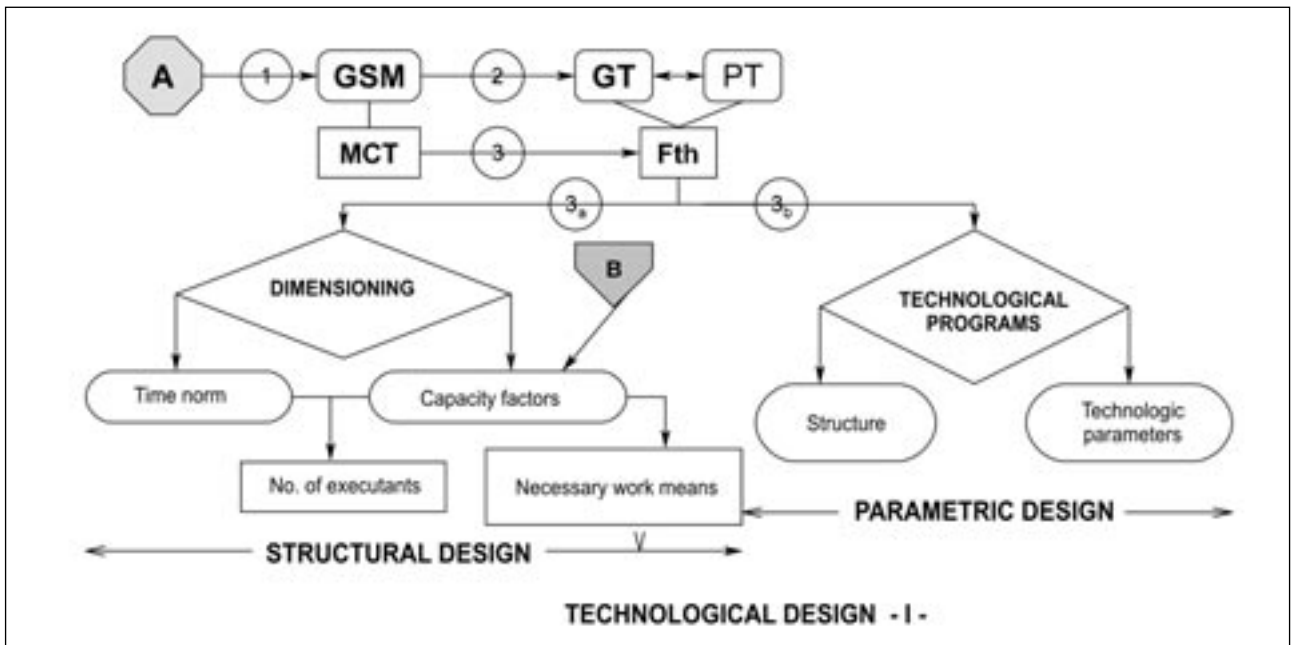 A
1
GSM
2
GT
PT
MCT
3
Fth
3a
3b
B
DIMENSIONING
TECHNOLOGICAL
PROGRAMS
Time norm
Capacity factors
Structure
Technologic
parameters
No. of executants
Necessary work means
PARAMETRIC DESIGN
STRUCTURAL DESIGN
TECHNOLOGICAL DESIGN - I -